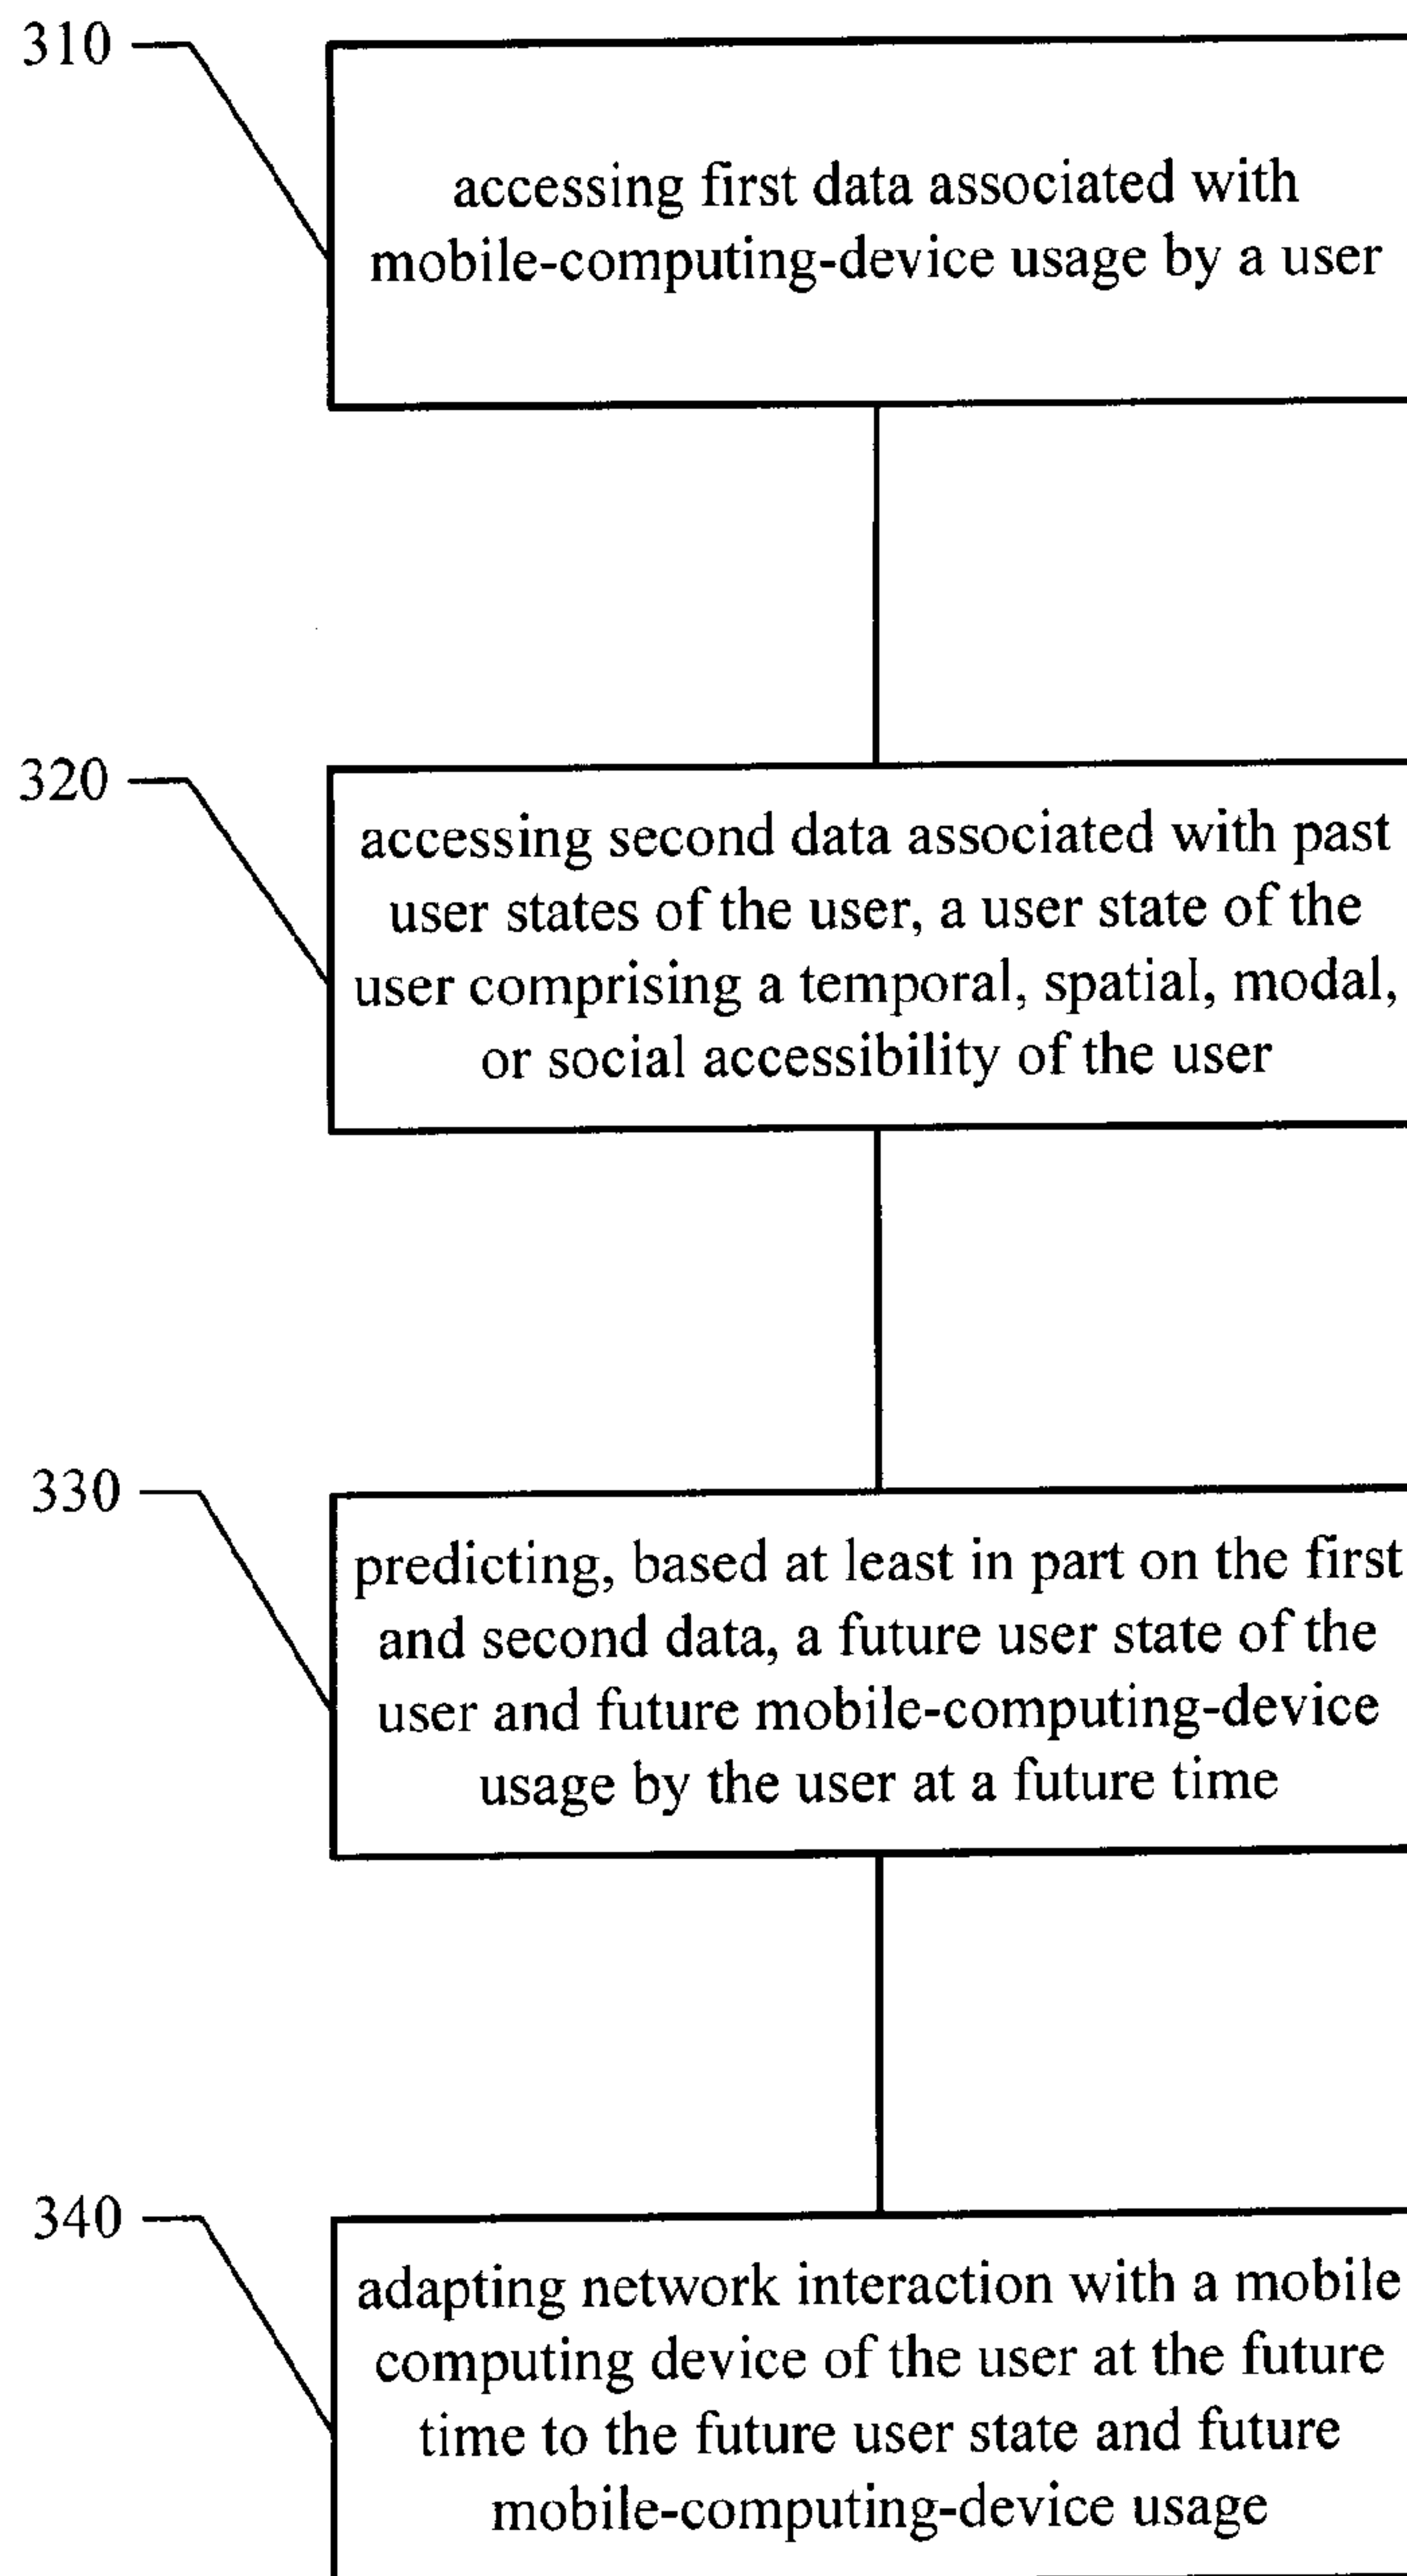 310
accessing first data associated with
mobile-computing-device usage by a user
320
accessing second data associated with past
user states of the user, a user state of the
user comprising a temporal, spatial, modal,
or social accessibility of the user
330
predicting, based at least in part on the first
and second data, a future user state of the
user and future mobile-computing-device
usage by the user at a future time
340
adapting network interaction with a mobile
computing device of the user at the future
time to the future user state and future
mobile-computing-device usage